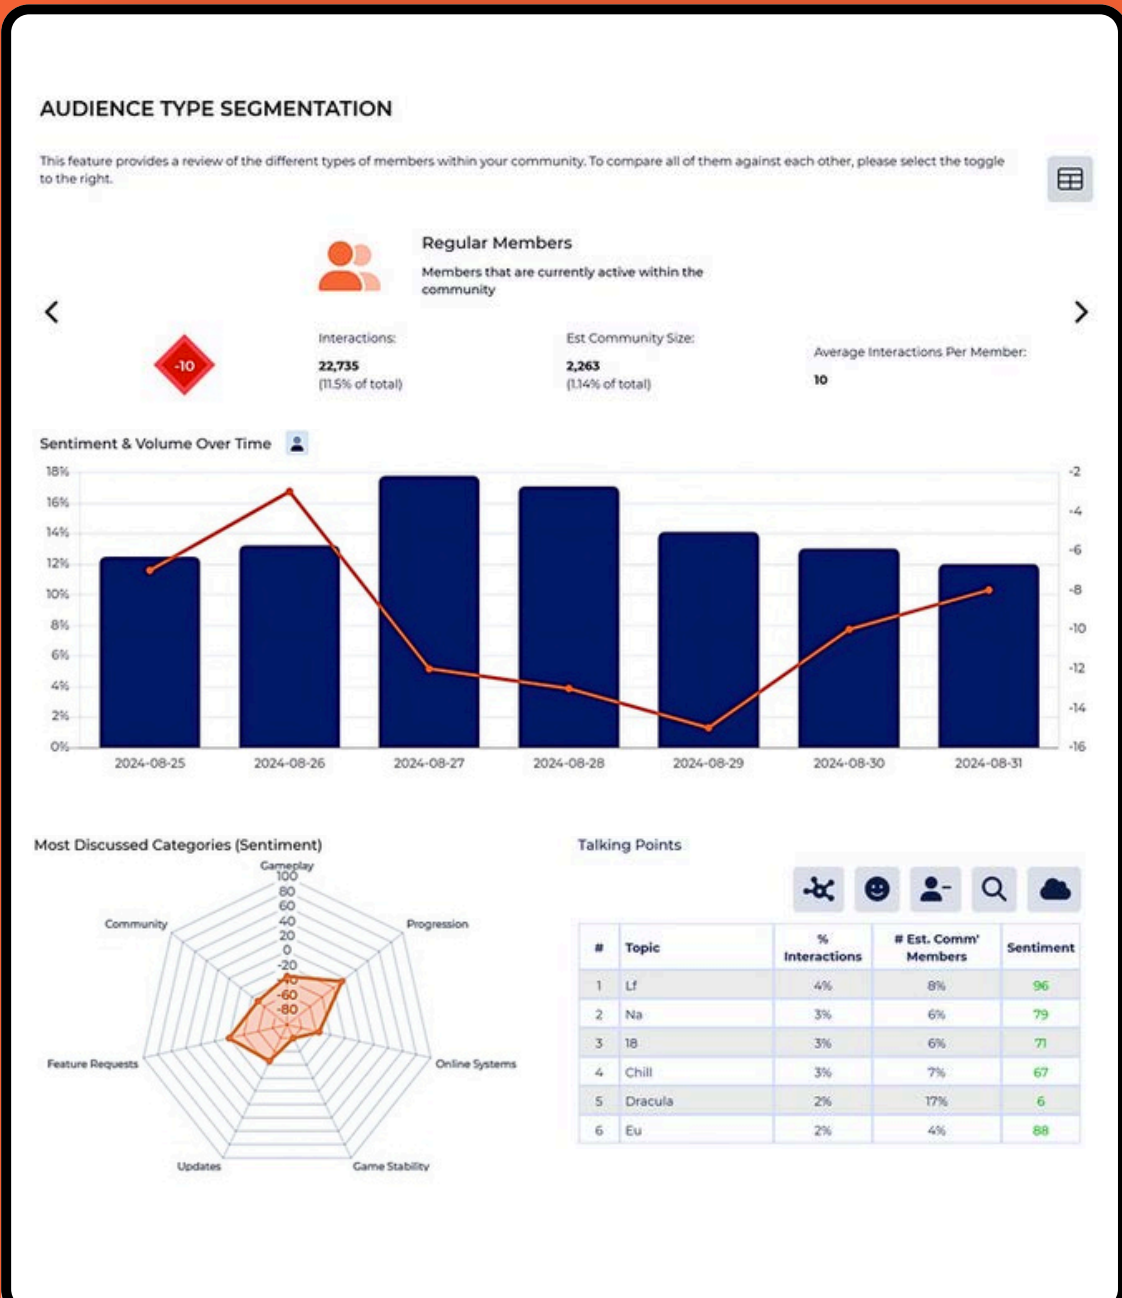 AUDIENCE TYPE SEGMENTATION
This feature provides a review of the different types of members within your community. To compare all of them against each other, please select the toggle
to the right.
Regular Members
Members that are currently active within the
community
-10
Interactions:
22,735
(11.5% of total)
Est Community Size:
2,263
(1.14% of total)
Average Interactions Per Member:
10
Sentiment & Volume Over Time
18%
16%
14%
12%
10%
8%
6%
4%
2%
0%
-2
-4
-6
-8
-10
-12
-14
-16
2024-08-25 2024-08-26 2024-08-27 2024-08-28 2024-08-29 2024-08-30 2024-08-31
Most Discussed Categories (Sentiment)
Gameplay
100
80
60
40
20
0
-20
-40
-60
-80
Progression
Online Systems
Game Stability
Updates
Feature Requests
Community
Talking Points
# Topic % Interactions # Est. Comm' Members Sentiment
1 Lf 4% 8% 96
2 Na 3% 6% 79
3 18 3% 6% 71
4 Chill 3% 7% 67
5 Dracula 2% 17% 6
6 Eu 2% 4% 88